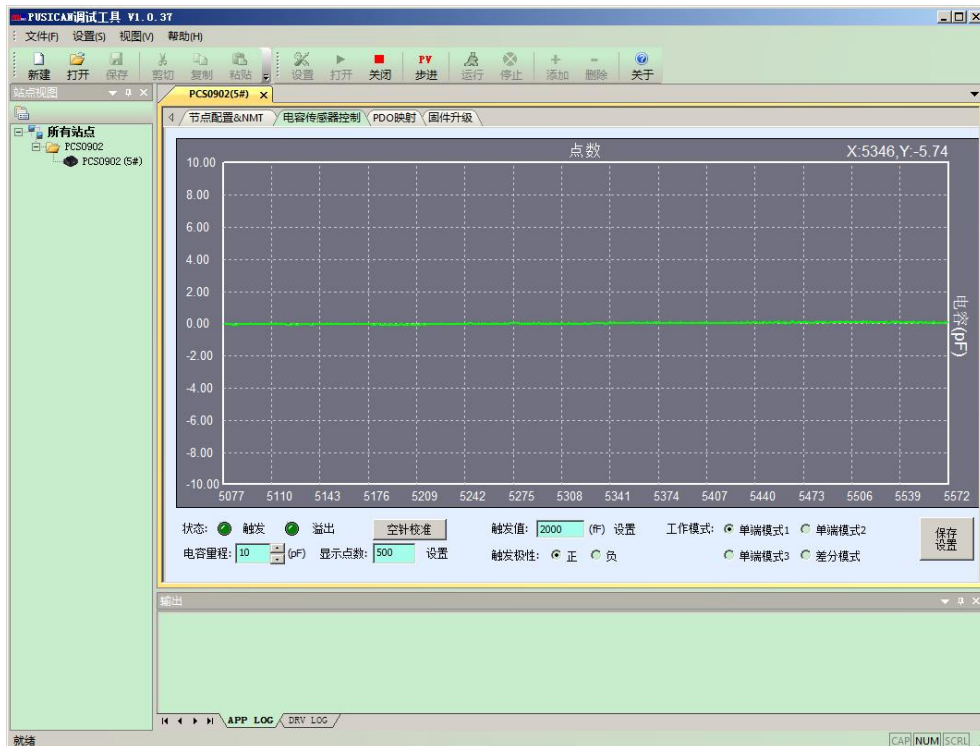 PUSICAN调试工具 V1.0.37
文件(F) 设置(S) 视图(V) 帮助(H)
新建 打开 保存 剪切 复制 粘贴 设置 打开 关闭 PV 步进 运行 停止 添加 删除 关于
站点视图
PCS0902(5#) x
节点配置&NMT 电容传感器控制 PDO映射 固件升级
所有站点
PCS0902
PCS0902 (5#)
点数 X:5346,Y:-5.74
10.00
8.00
6.00
4.00
2.00
0.00
-2.00
-4.00
-6.00
-8.00
-10.00
电容(pF)
5077 5110 5143 5176 5209 5242 5275 5308 5341 5374 5407 5440 5473 5506 5539 5572
状态: 触发 溢出 空针校准 触发值: 2000 (fF) 设置 工作模式: 单端模式1 单端模式2
电容量程: 10 (pF) 显示点数: 500 设置 触发极性: 正 负 单端模式3 差分模式
保存
设置
输出
APP LOG DRV LOG
就绪 CAP NUM SCRL